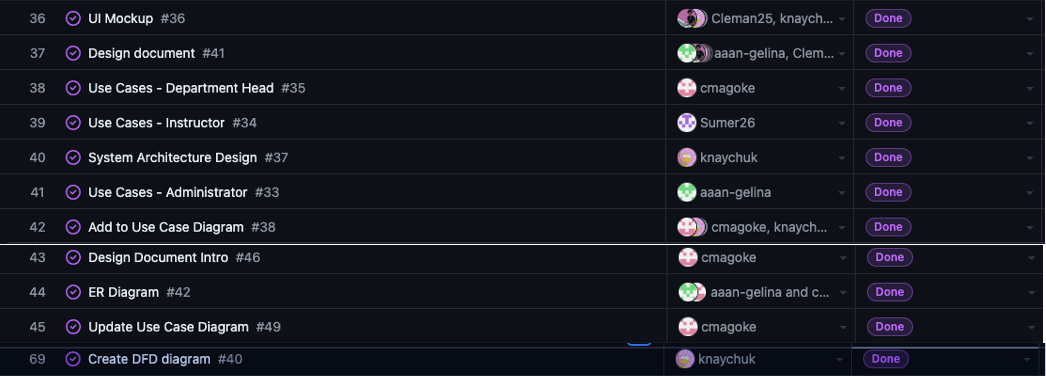 36 UI Mockup #36 Cleman25, knaych... Done
37 Design document #41 aaan-gelina, Clem... Done
38 Use Cases - Department Head #35 cmagoke Done
39 Use Cases - Instructor #34 Sumer26 Done
40 System Architecture Design #37 knaychuk Done
41 Use Cases - Administrator #33 aaan-gelina Done
42 Add to Use Case Diagram #38 cmagoke, knaych... Done
43 Design Document Intro #46 cmagoke Done
44 ER Diagram #42 aaan-gelina and c... Done
45 Update Use Case Diagram #49 cmagoke Done
69 Create DFD diagram #40 knaychuk Done